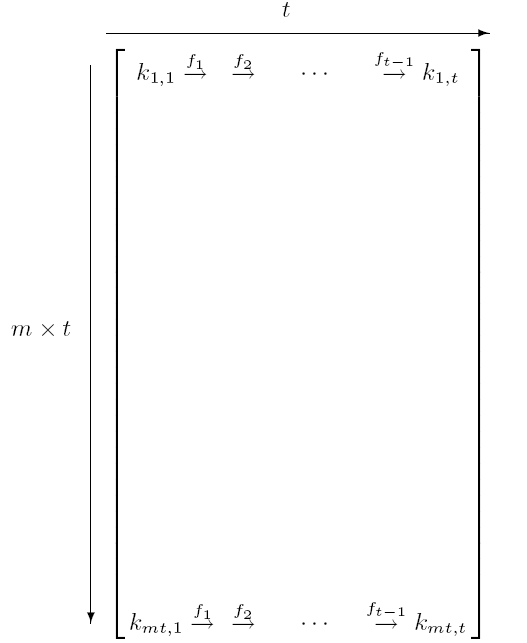 t
k_{1,1} \xrightarrow{f_1} \xrightarrow{f_2} \cdots \xrightarrow{f_{t-1}} k_{1,t}
m × t
k_{mt,1} \xrightarrow{f_1} \xrightarrow{f_2} \cdots \xrightarrow{f_{t-1}} k_{mt,t}